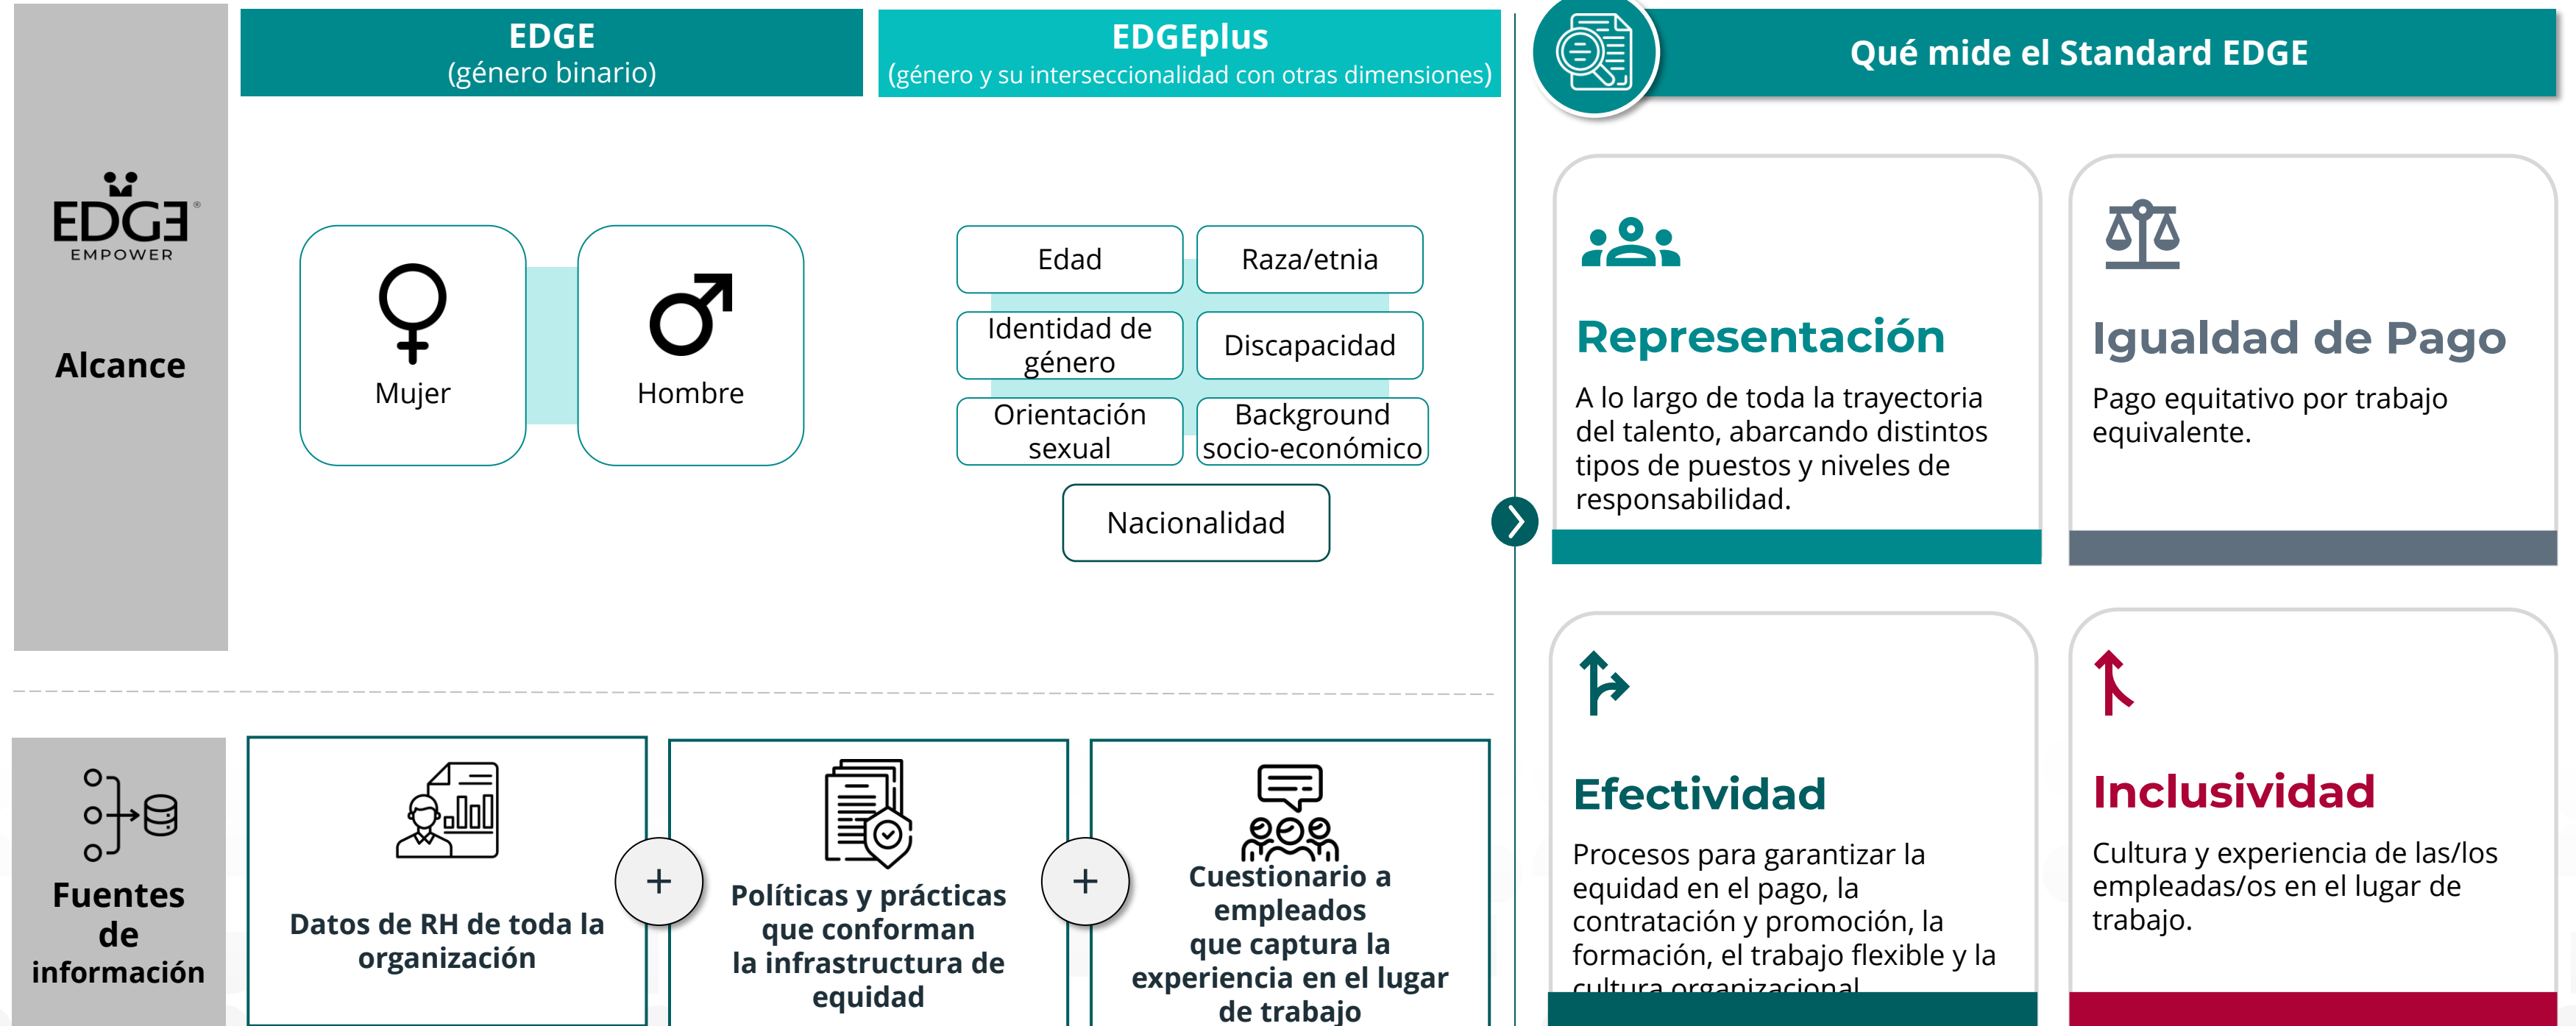 EDGE
(género binario)
EDGEplus
(género y su interseccionalidad con otras dimensiones)
Qué mide el Standard EDGE
EDGE®
EMPOWER
Alcance
Mujer
Hombre
Edad
Raza/etnia
Identidad de
género
Discapacidad
Orientación
sexual
Background
socio-económico
Nacionalidad
Representación
A lo largo de toda la trayectoria
del talento, abarcando distintos
tipos de puestos y niveles de
responsabilidad.
Igualdad de Pago
Pago equitativo por trabajo
equivalente.
Fuentes
de
información
Datos de RH de toda la
organización
+
Políticas y prácticas
que conforman
la infrastructura de
equidad
+
Cuestionario a
empleados
que captura la
experiencia en el lugar
de trabajo
Efectividad
Procesos para garantizar la
equidad en el pago, la
contratación y promoción, la
formación, el trabajo flexible y la
cultura organizacional
Inclusividad
Cultura y experiencia de las/los
empleadas/os en el lugar de
trabajo.